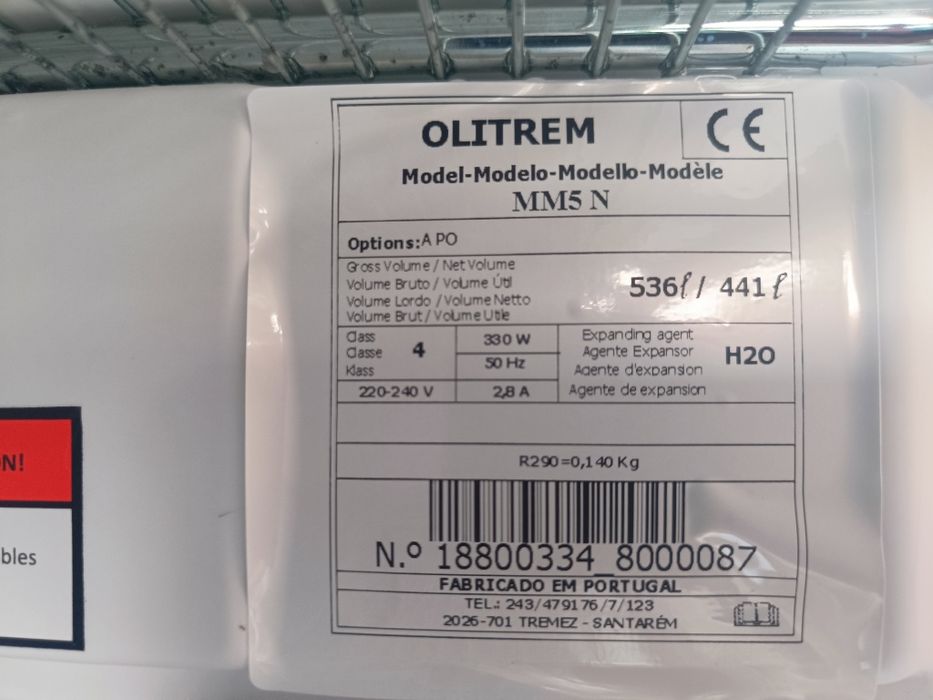 OLITREM
CE
Model-Modelo-Modello-Modèle
MM5 N
Options: A PO
Gross Volume / Net Volume
Volume Bruto / Volume Útil
Volume Lordo / Volume Netto
Volume Brut / Volume Utile
536ℓ / 441ℓ
Class
Classe
Klass
4
330 W
50 Hz
220-240 V
2,8 A
Expanding agent
Agente Expansor
Agente d'expansion
Agente de expansion
H2O
R290=0,140 Kg
N.º 18800334_8000087
FABRICADO EM PORTUGAL
TEL.: 243/479176/7/123
2026-701 TREMEZ - SANTARÉM
N!
bles